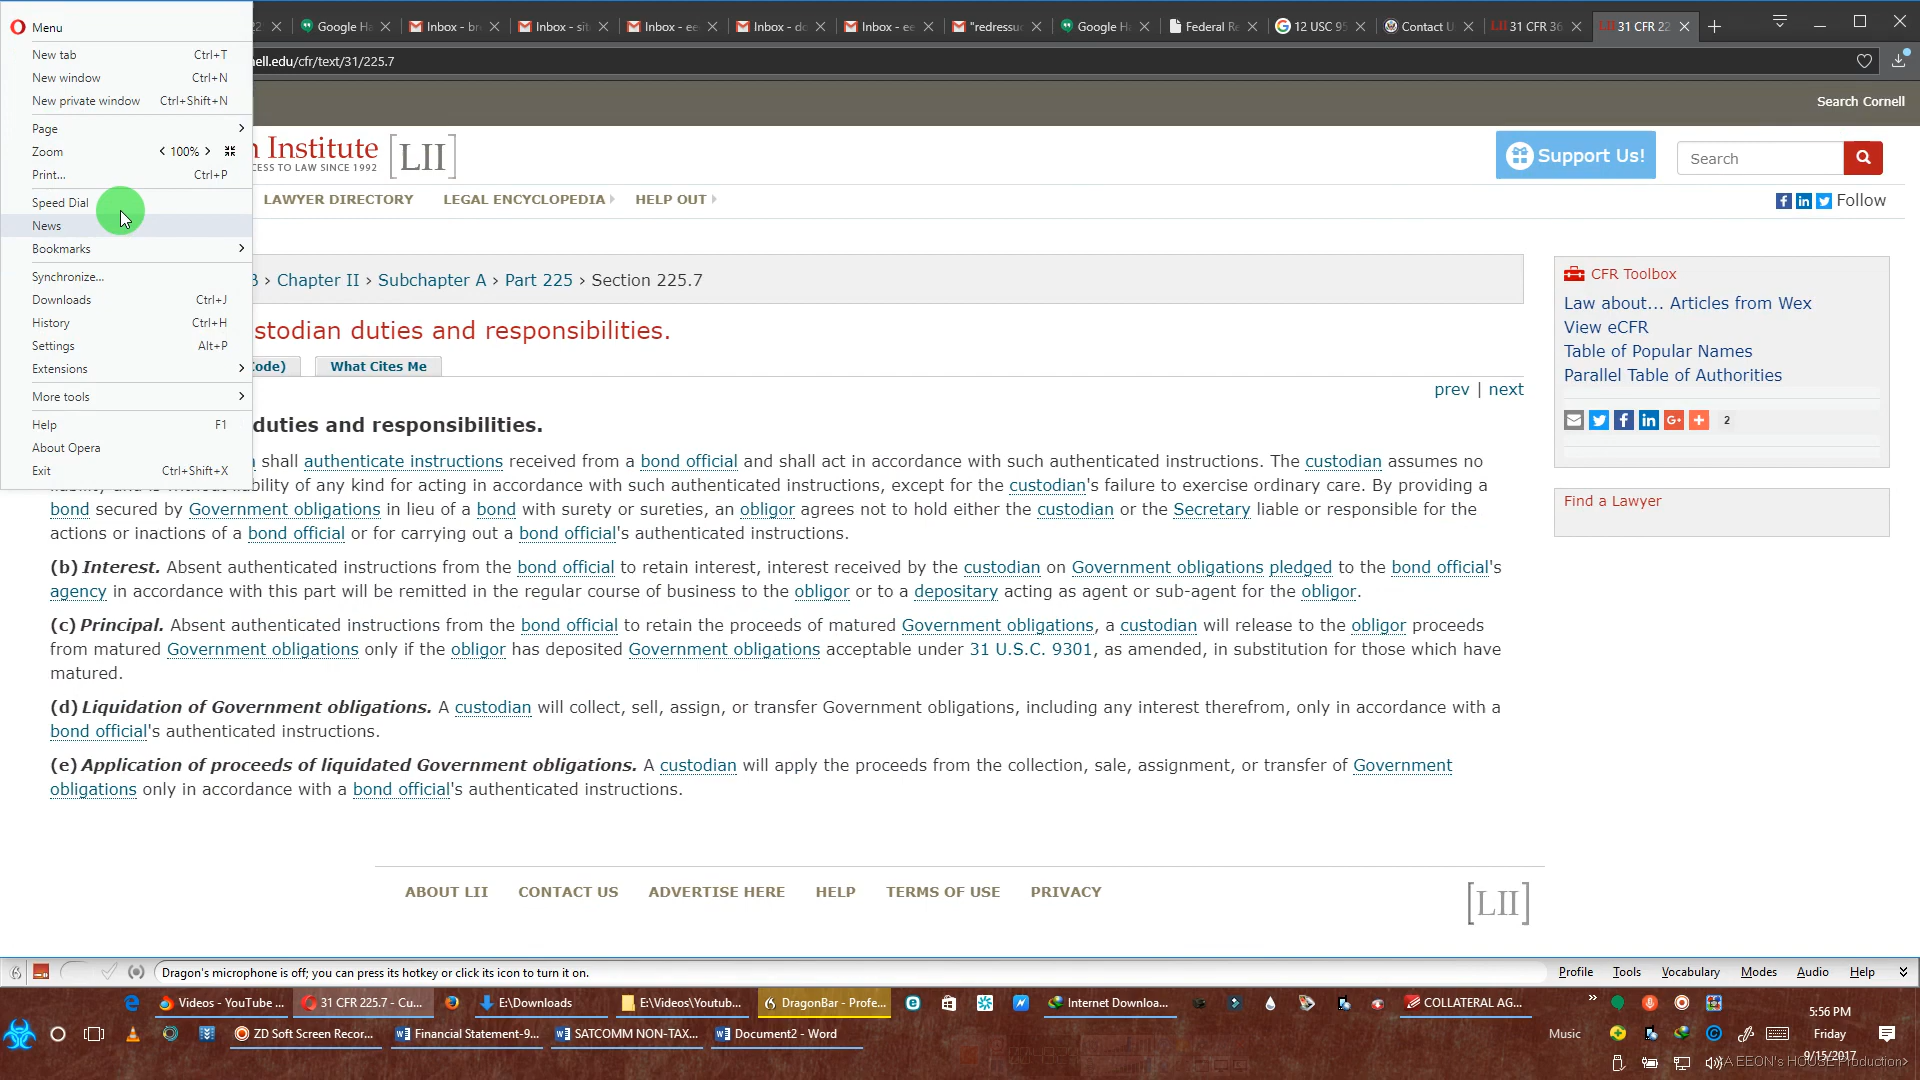 Menu
New tab Ctrl+T
New window Ctrl+N
New private window Ctrl+Shift+N
Page
Zoom < 100% >
Print... Ctrl+P
Speed Dial
News
Bookmarks
Synchronize...
Downloads Ctrl+J
History Ctrl+H
Settings Alt+P
Extensions
More tools
Help F1
About Opera
Exit Ctrl+Shift+X
22 Google Ha Inbox - br Inbox - sit Inbox - ee Inbox - do Inbox - ee "redressu Google Ha Federal Re 12 USC 95 Contact U 31 CFR 36 31 CFR 22
ell.edu/cfr/text/31/225.7
Search Cornell
Institute [LII]
CESS TO LAW SINCE 1992
Support Us!
Search
LAWYER DIRECTORY LEGAL ENCYCLOPEDIA HELP OUT
Follow
› Chapter II › Subchapter A › Part 225 › Section 225.7
stodian duties and responsibilities.
Code) What Cites Me
prev | next
duties and responsibilities.
shall authenticate instructions received from a bond official and shall act in accordance with such authenticated instructions. The custodian assumes no
liability of any kind for acting in accordance with such authenticated instructions, except for the custodian's failure to exercise ordinary care. By providing a
bond secured by Government obligations in lieu of a bond with surety or sureties, an obligor agrees not to hold either the custodian or the Secretary liable or responsible for the
actions or inactions of a bond official or for carrying out a bond official's authenticated instructions.
(b) Interest. Absent authenticated instructions from the bond official to retain interest, interest received by the custodian on Government obligations pledged to the bond official's
agency in accordance with this part will be remitted in the regular course of business to the obligor or to a depositary acting as agent or sub-agent for the obligor.
(c) Principal. Absent authenticated instructions from the bond official to retain the proceeds of matured Government obligations, a custodian will release to the obligor proceeds
from matured Government obligations only if the obligor has deposited Government obligations acceptable under 31 U.S.C. 9301, as amended, in substitution for those which have
matured.
(d) Liquidation of Government obligations. A custodian will collect, sell, assign, or transfer Government obligations, including any interest therefrom, only in accordance with a
bond official's authenticated instructions.
(e) Application of proceeds of liquidated Government obligations. A custodian will apply the proceeds from the collection, sale, assignment, or transfer of Government
obligations only in accordance with a bond official's authenticated instructions.
CFR Toolbox
Law about... Articles from Wex
View eCFR
Table of Popular Names
Parallel Table of Authorities
2
Find a Lawyer
ABOUT LII CONTACT US ADVERTISE HERE HELP TERMS OF USE PRIVACY
[LII]
Dragon's microphone is off; you can press its hotkey or click its icon to turn it on.
Profile Tools Vocabulary Modes Audio Help
Videos - YouTube ... 31 CFR 225.7 - Cu... E:\Downloads E:\Videos\Youtub... DragonBar - Profe... Internet Downloa... COLLATERAL AG...
ZD Soft Screen Recor... Financial Statement-9... SATCOMM NON-TAX... Document2 - Word
Music
5:56 PM
Friday
9/15/2017
A EEON's HOUSE Production>